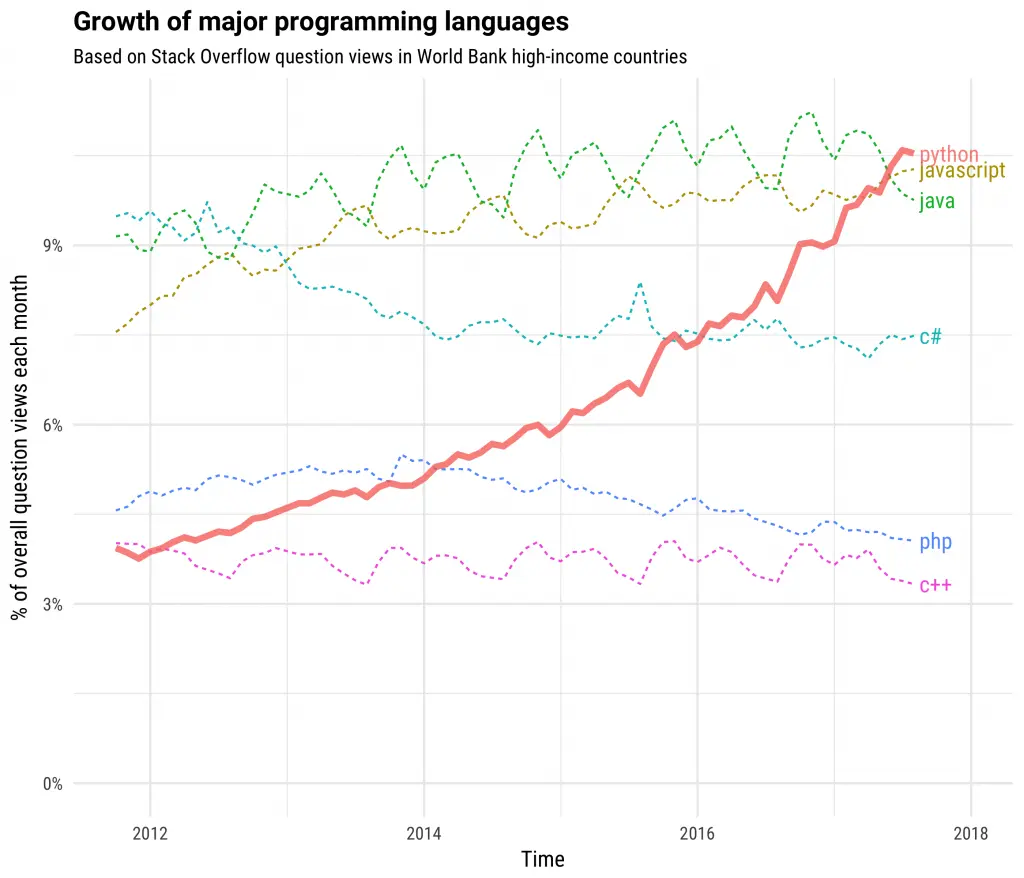 Growth of major programming languages
Based on Stack Overflow question views in World Bank high-income countries
% of overall question views each month
9%
6%
3%
0%
python
javascript
java
c#
php
c++
2012
2014
2016
2018
Time